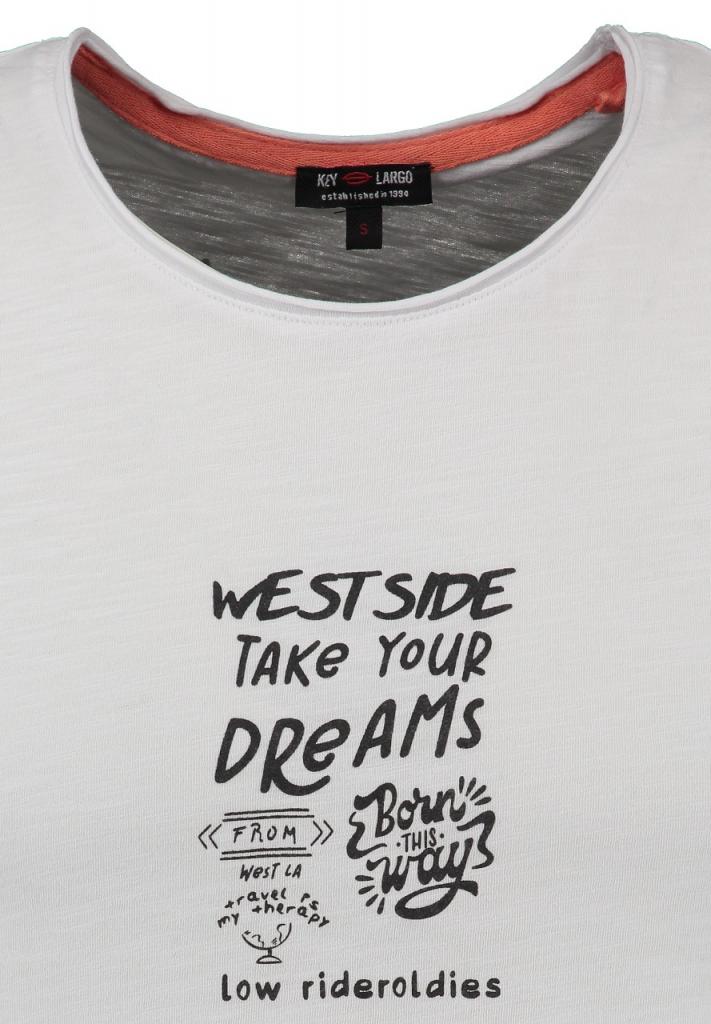 KEY LARGO
established in 1994
S
WEST SIDE
TAKe YOUR
DReAMS
« FROM »
West LA
travel is
my therapy
Born
·THIS·
way
low rideroldies